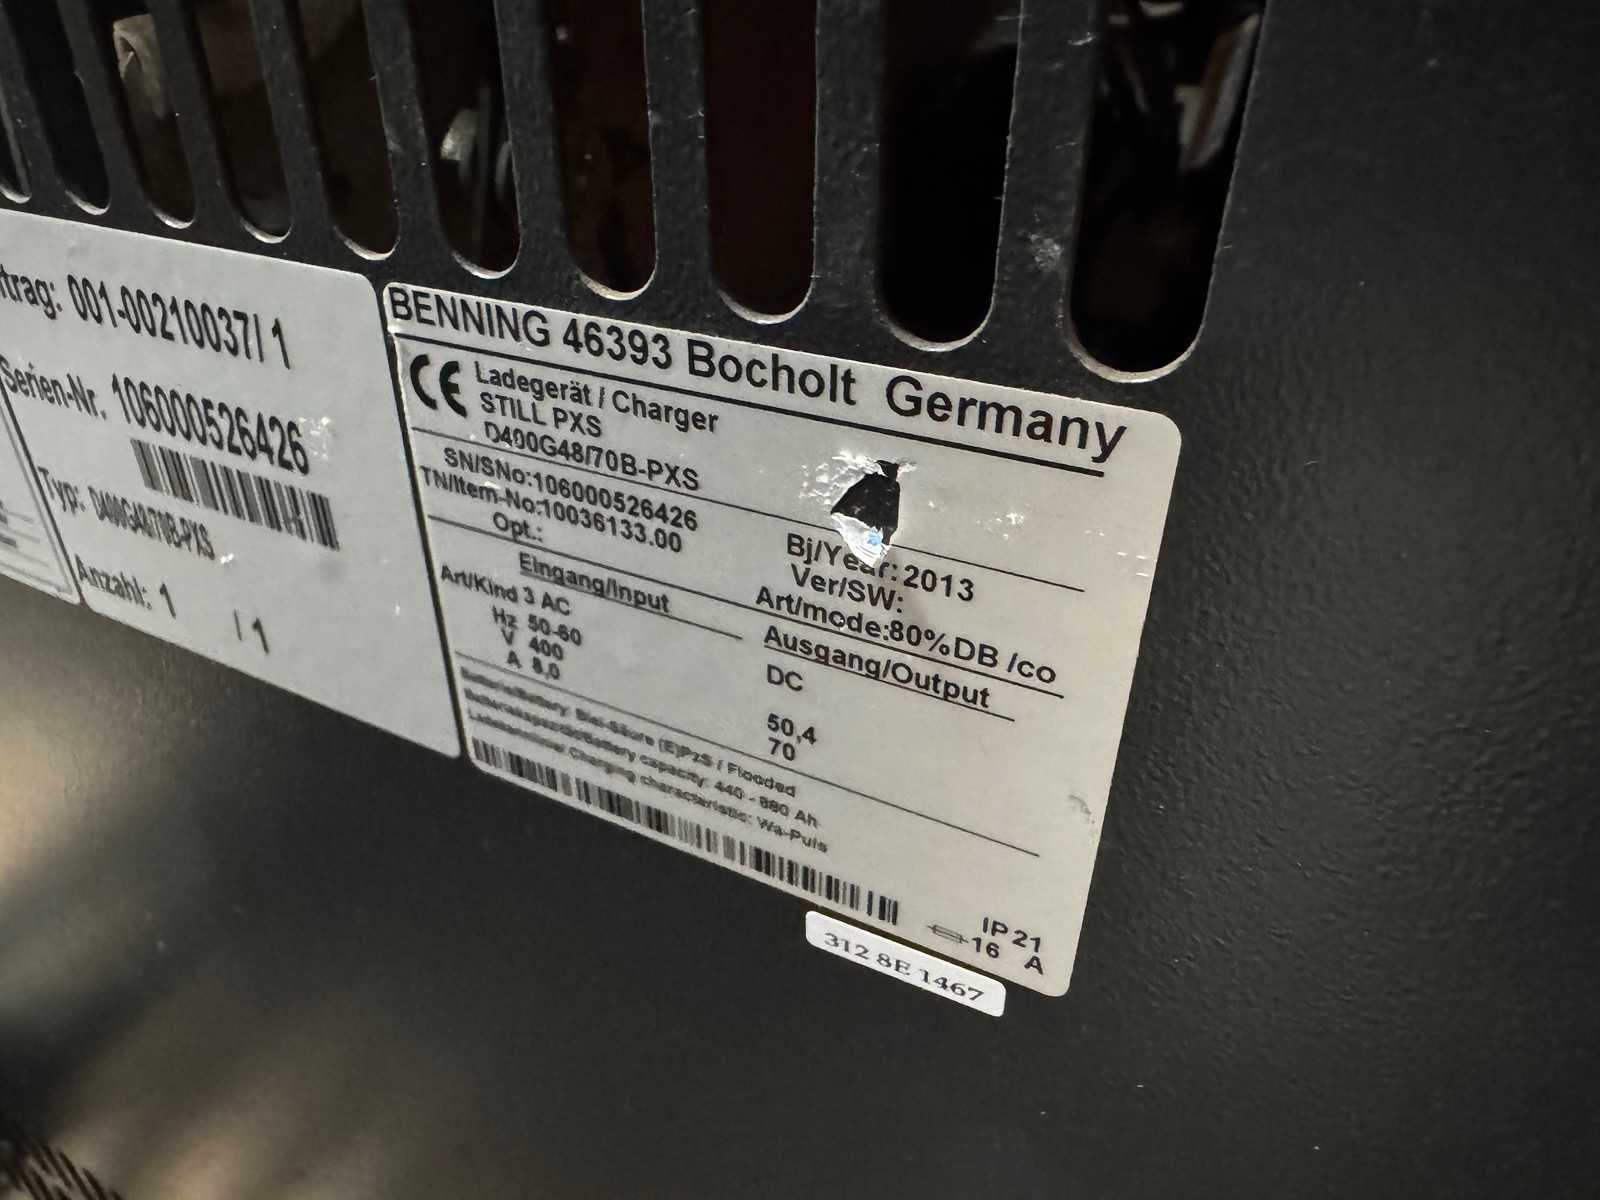 001-00210037/ 1
Serien-Nr. 106000526426
Typ: D400G48/70B-PXS
Anzahl: 1 / 1
BENNING 46393 Bocholt Germany
CE
Ladegerät / Charger
STILL PXS
D400G48/70B-PXS
SN/SNo:106000526426
TN/Item-No:10036133.00
Opt.:
Bj/Year: 2013
Ver/SW:
Art/mode:80%DB /co
Eingang/Input
Art/Kind 3 AC
Hz 50-60
V 400
A 8,0
Ausgang/Output
DC
50,4
70
Batterie/Battery: Blei-Säure (E)PzS / Flooded
Batteriekapazität/Battery capacity: 440 - 880 Ah
Charging characteristic: Wa-Puls
IP 21
16 A
312 8E 1467